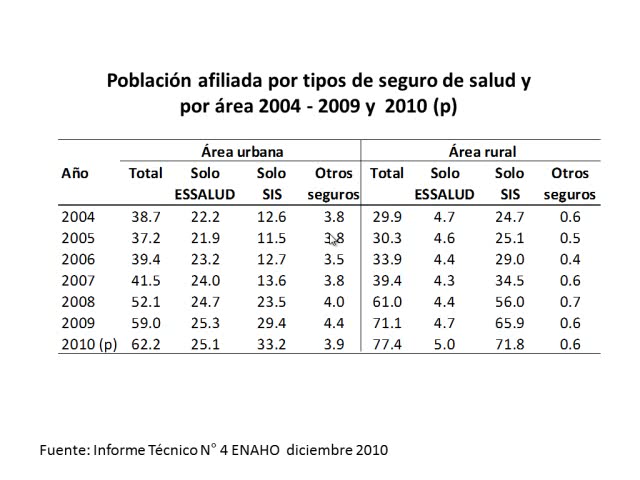 Población afiliada por tipos de seguro de salud y
por área 2004 - 2009 y 2010 (p)
Área urbana Área rural
Año Total Solo Solo Otros Total Solo Solo Otros
ESSALUD SIS seguros ESSALUD SIS seguros
2004 38.7 22.2 12.6 3.8 29.9 4.7 24.7 0.6
2005 37.2 21.9 11.5 3.8 30.3 4.6 25.1 0.5
2006 39.4 23.2 12.7 3.5 33.9 4.4 29.0 0.4
2007 41.5 24.0 13.6 3.8 39.4 4.3 34.5 0.6
2008 52.1 24.7 23.5 4.0 61.0 4.4 56.0 0.7
2009 59.0 25.3 29.4 4.4 71.1 4.7 65.9 0.6
2010 (p) 62.2 25.1 33.2 3.9 77.4 5.0 71.8 0.6
Fuente: Informe Técnico N° 4 ENAHO diciembre 2010